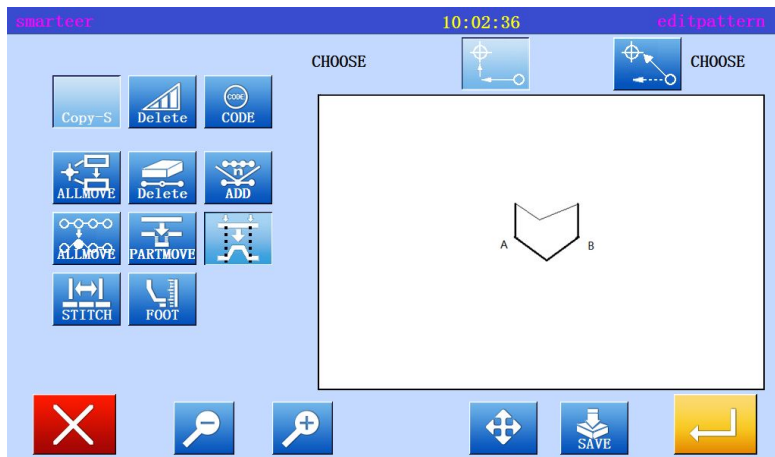 smarteer 10:02:36 editpattern
CHOOSE CHOOSE
Copy-S Delete CODE CODE
ALLMOVE Delete n ADD
ALLMOVE PARTMOVE
STITCH FOOT
A B
SAVE